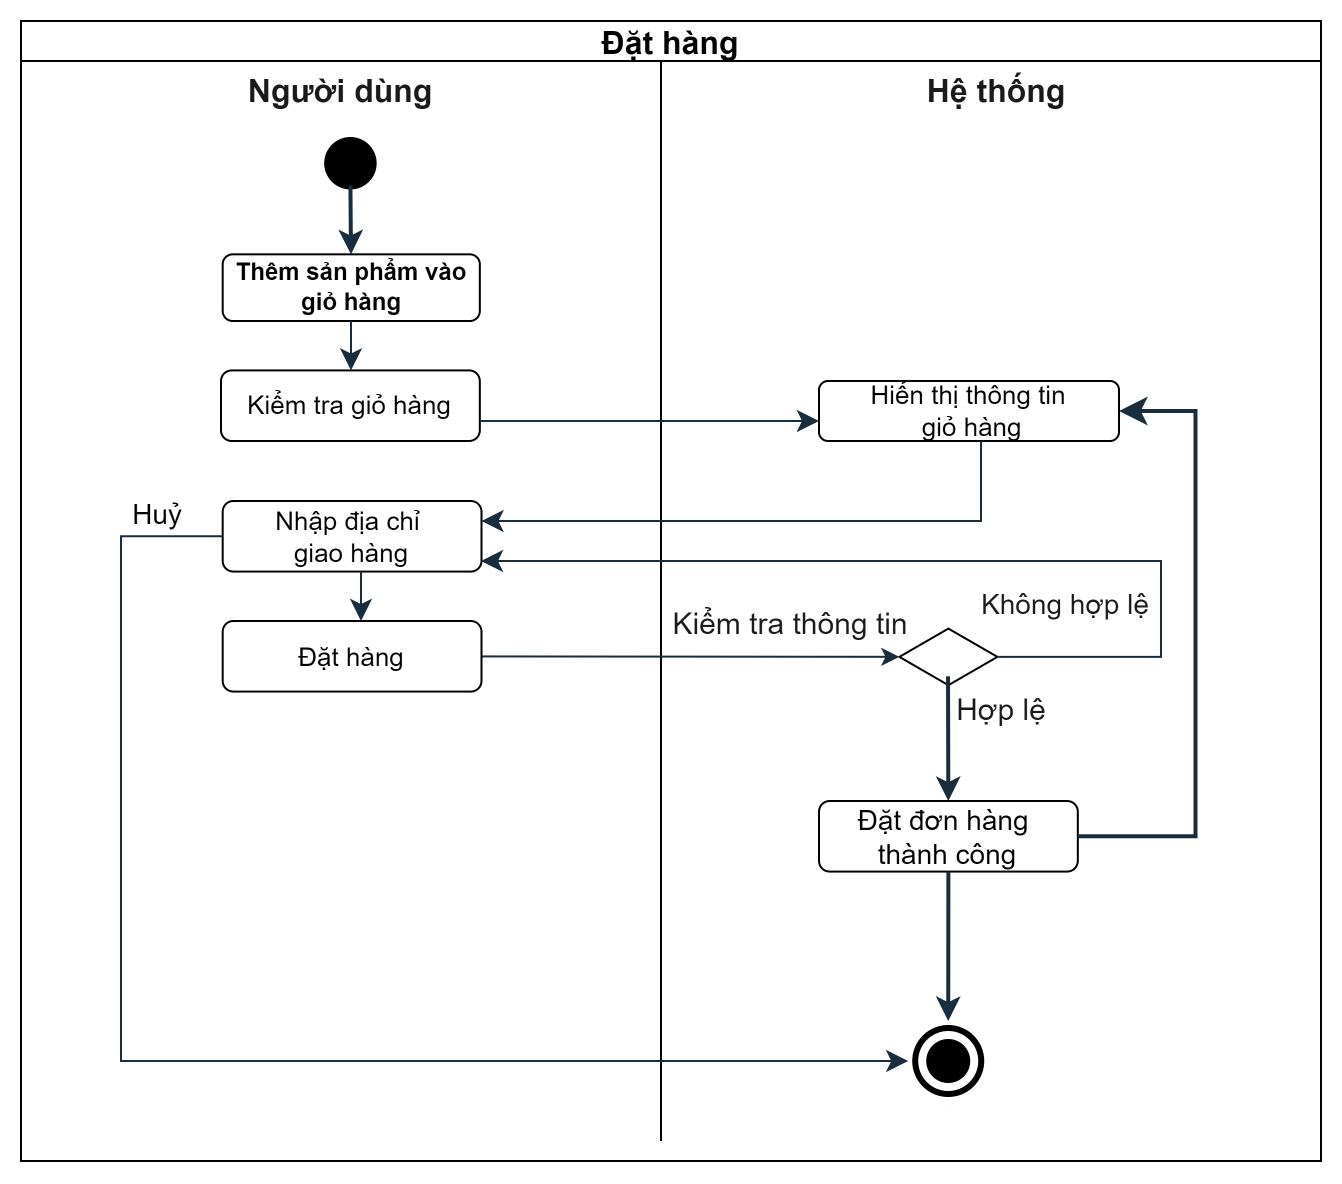 Đặt hàng
Người dùng
Hệ thống
Thêm sản phẩm vào
giỏ hàng
Kiểm tra giỏ hàng
Hiển thị thông tin
giỏ hàng
Huỷ
Nhập địa chỉ
giao hàng
Không hợp lệ
Kiểm tra thông tin
Đặt hàng
Hợp lệ
Đặt đơn hàng
thành công